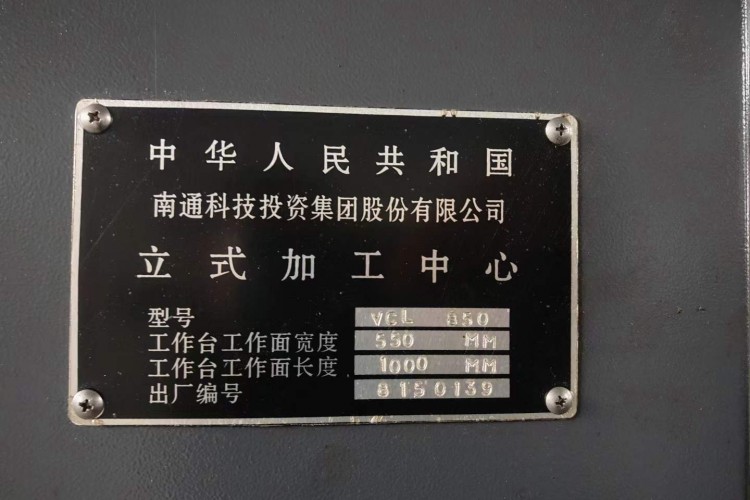 中华人民共和国
南通科技投资集团股份有限公司
立式加工中心
型号 VCL 850
工作台工作面宽度 550 MM
工作台工作面长度 1000 MM
出厂编号 8150139